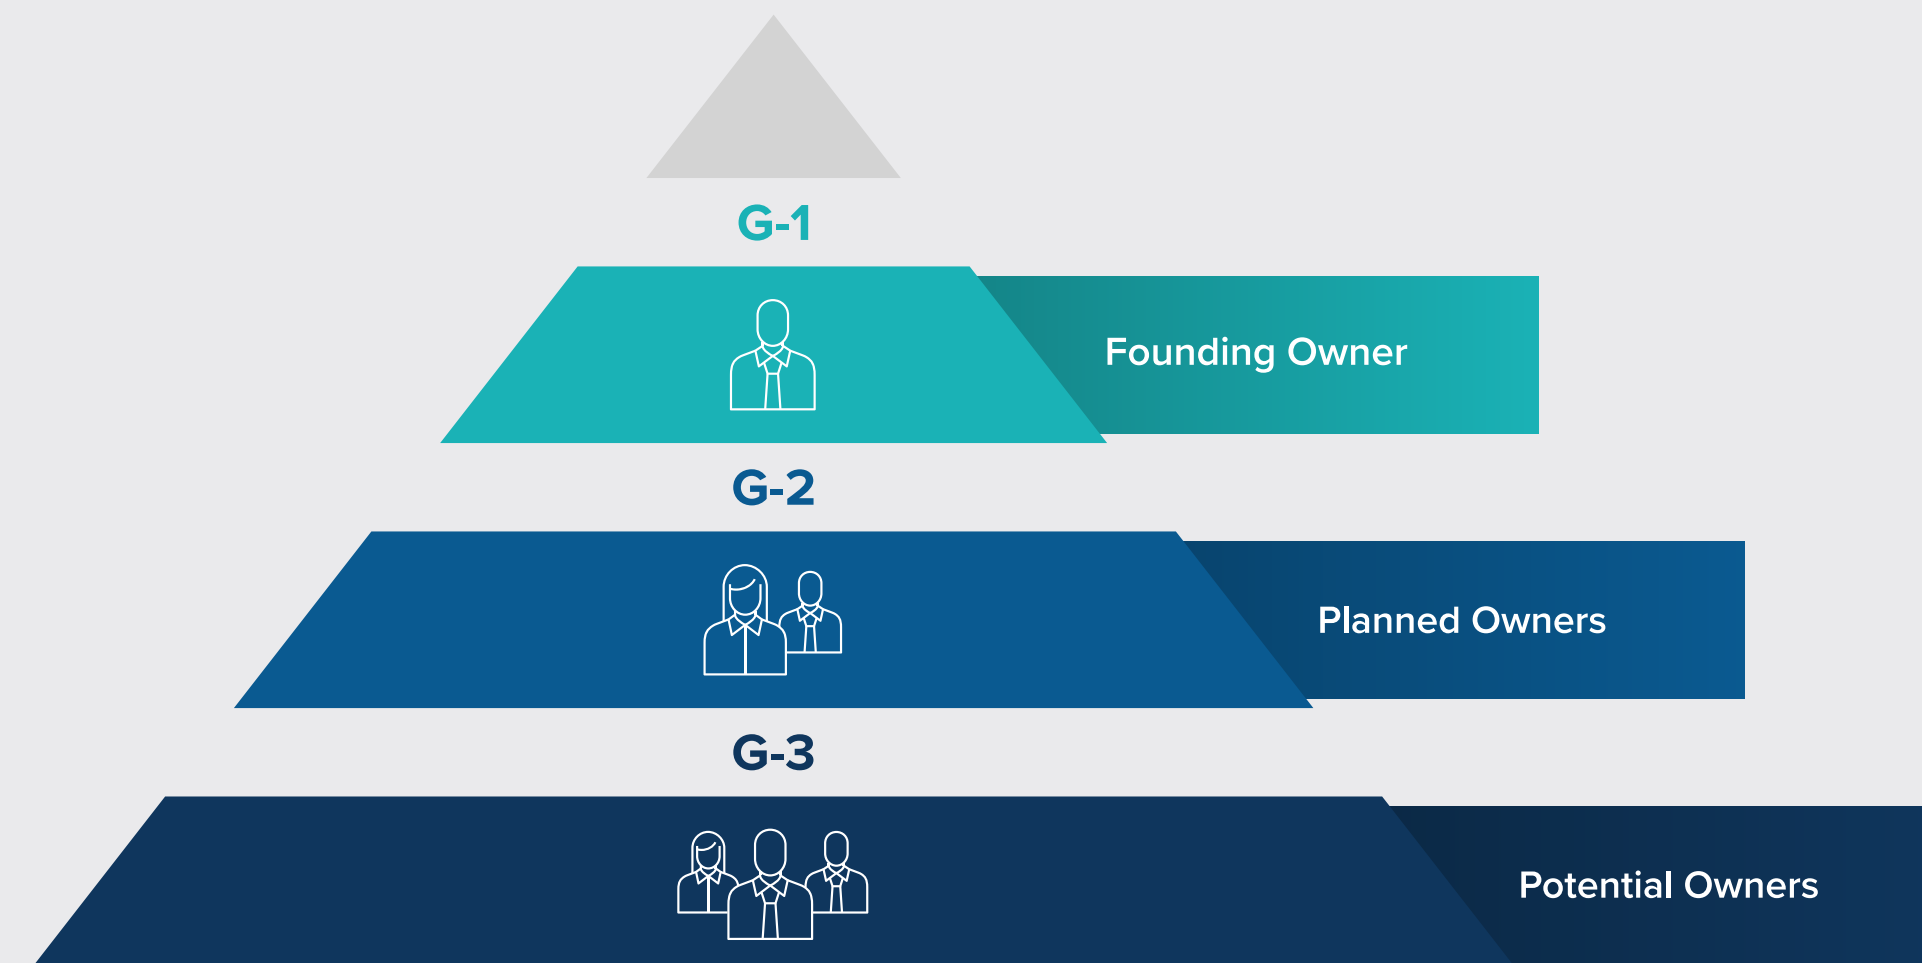 G-1
Founding Owner
G-2
Planned Owners
G-3
Potential Owners